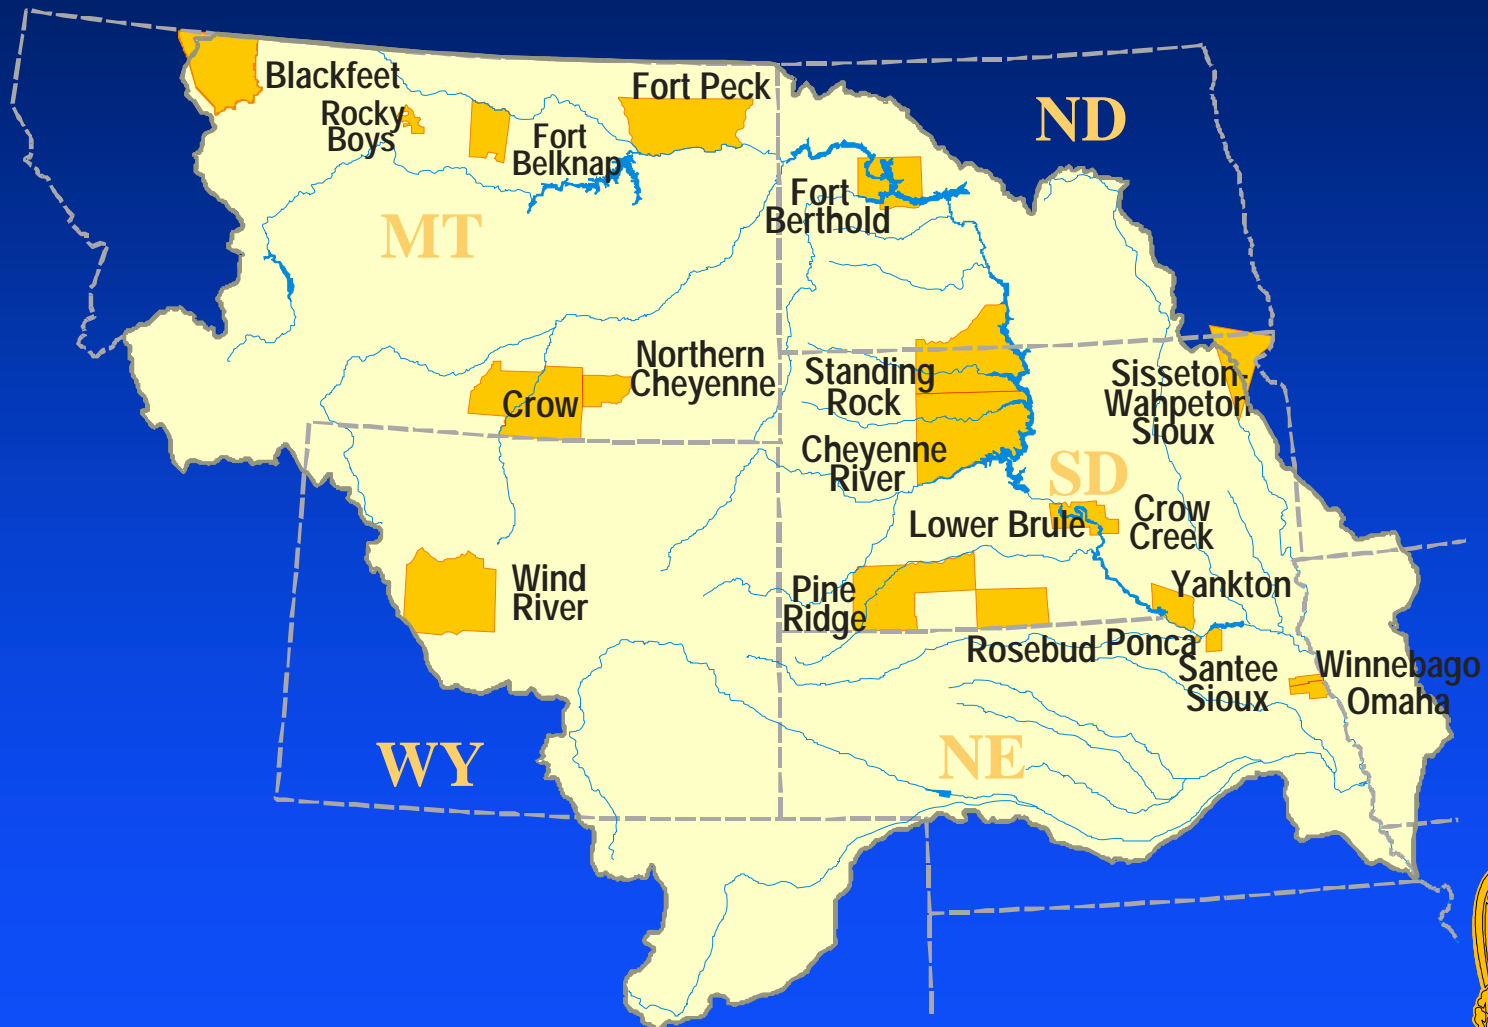 Blackfeet
Rocky
Boys
Fort
Belknap
Fort Peck
ND
Fort
Berthold
MT
Northern
Cheyenne
Crow
Standing
Rock
Cheyenne
River
Sisseton-
Wahpeton
Sioux
SD
Lower Brule
Crow
Creek
Wind
River
Pine
Ridge
Yankton
Rosebud
Ponca
Santee
Sioux
Winnebago
Omaha
WY
NE